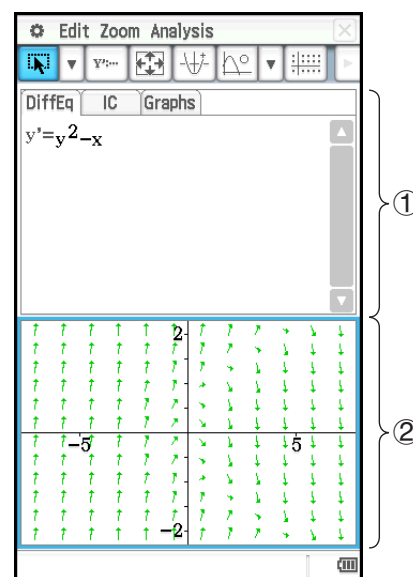 Edit Zoom Analysis
Y':···
DiffEq IC Graphs
y'=y²-x
①
2
-5 5
②
-2